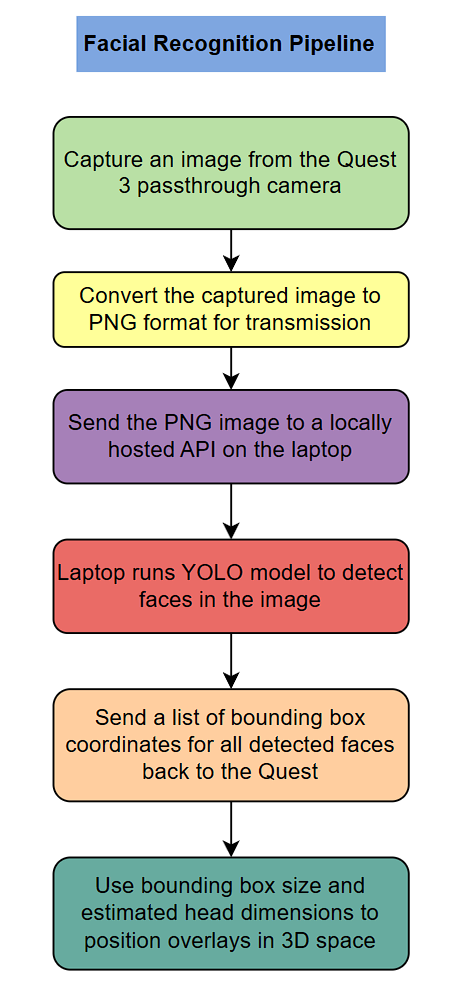 Facial Recognition Pipeline
Capture an image from the Quest
3 passthrough camera
Convert the captured image to
PNG format for transmission
Send the PNG image to a locally
hosted API on the laptop
Laptop runs YOLO model to detect
faces in the image
Send a list of bounding box
coordinates for all detected faces
back to the Quest
Use bounding box size and
estimated head dimensions to
position overlays in 3D space